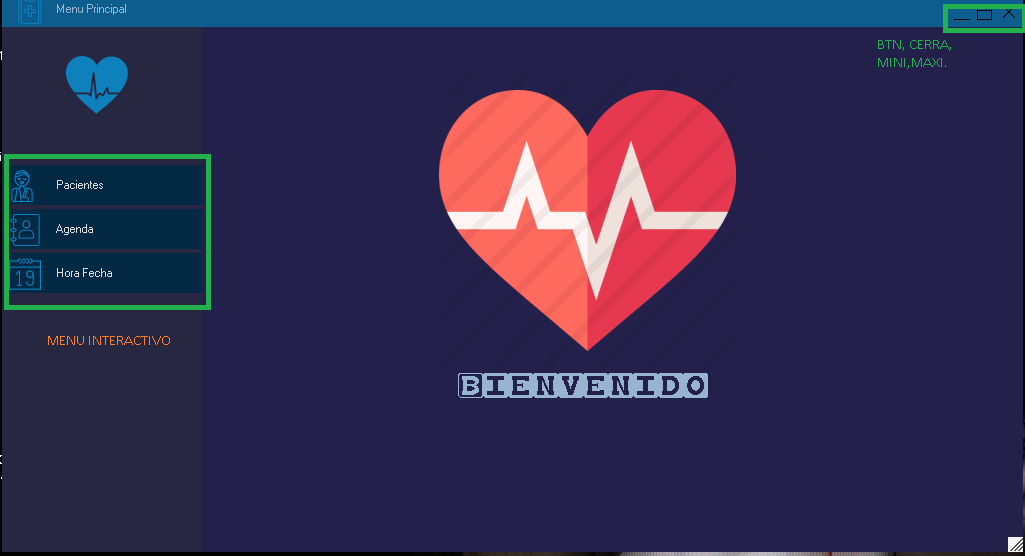 Menu Principal
BTN, CERRA,
MINI,MAXI.
Pacientes
Agenda
19
Hora Fecha
MENU INTERACTIVO
BIENVENIDO